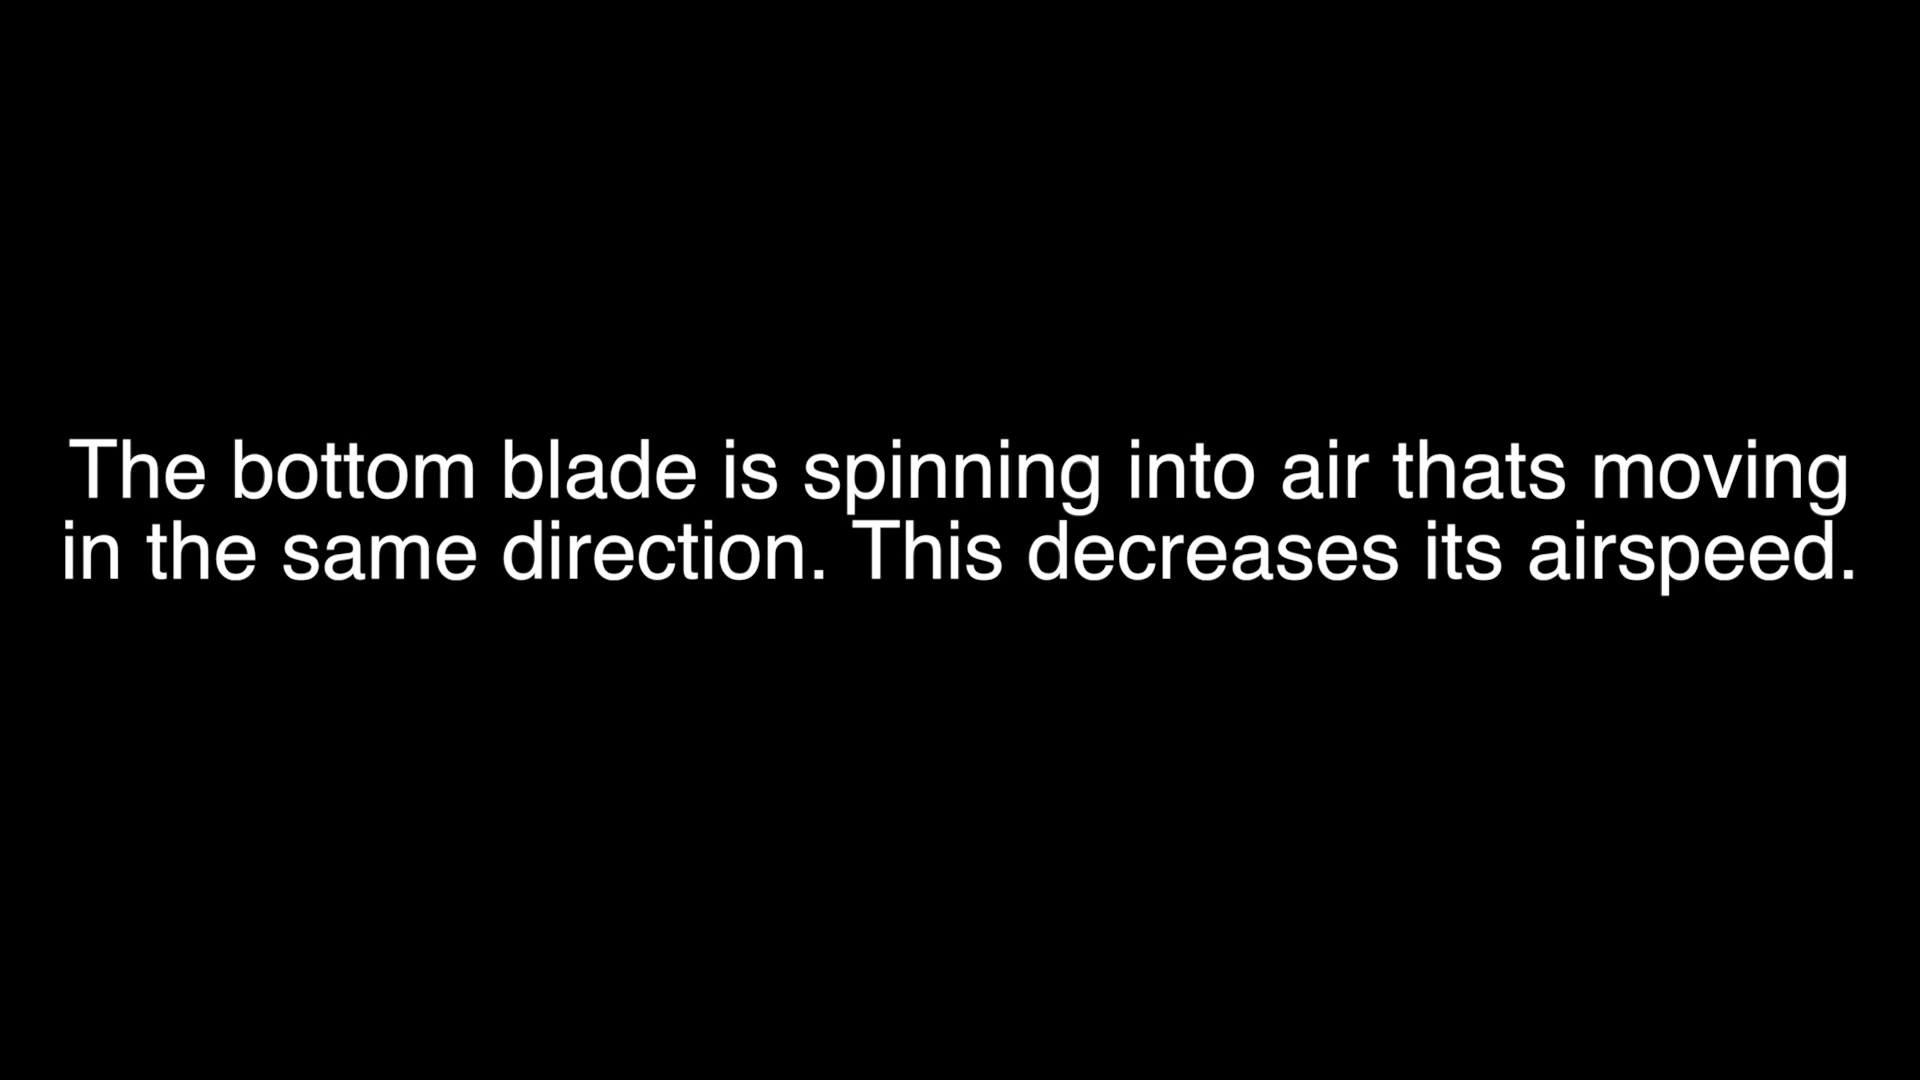 The bottom blade is spinning into air thats moving
in the same direction. This decreases its airspeed.